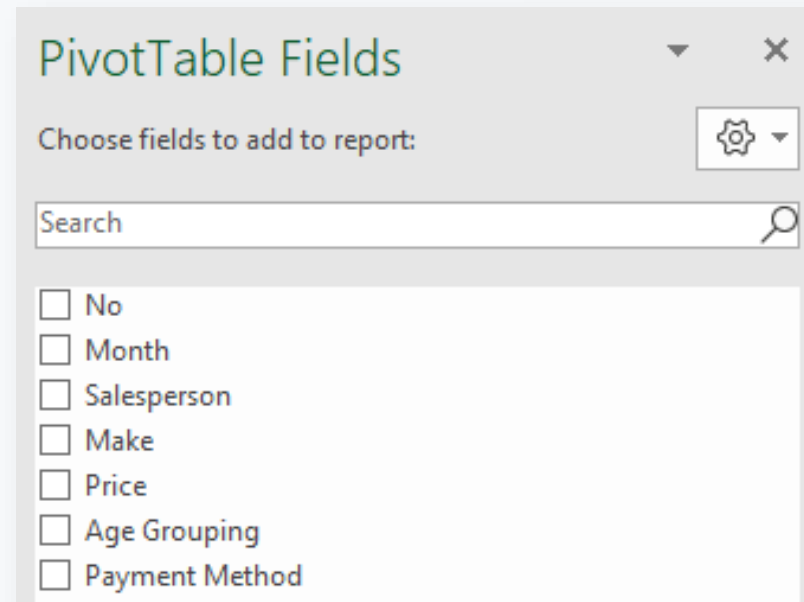 PivotTable Fields
Choose fields to add to report:
Search
No
Month
Salesperson
Make
Price
Age Grouping
Payment Method